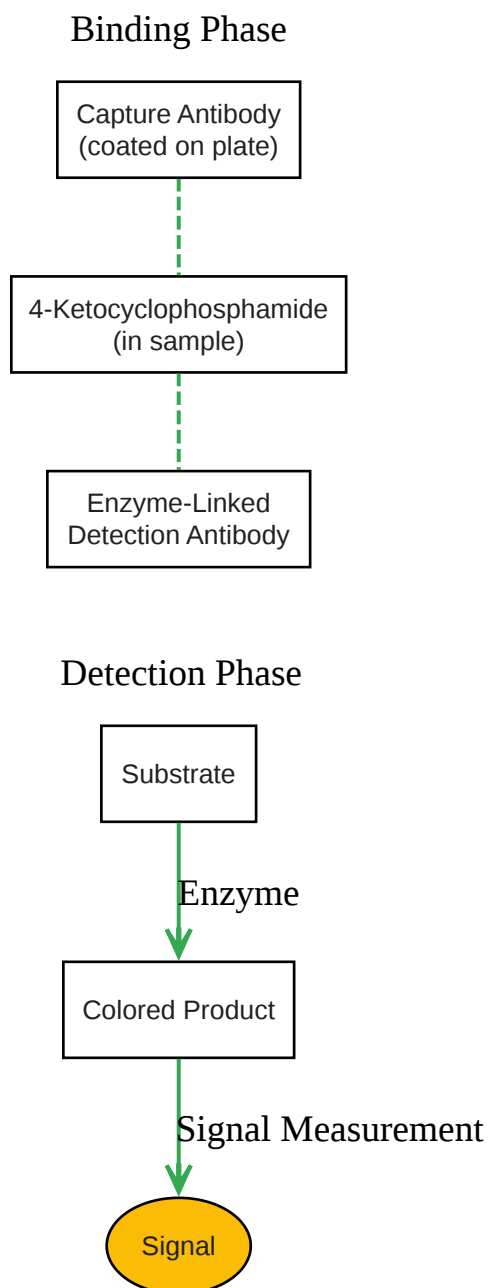 Binding Phase
Capture Antibody
(coated on plate)
4-Ketocyclophosphamide
(in sample)
Enzyme-Linked
Detection Antibody
Detection Phase
Substrate
Enzyme
Colored Product
Signal Measurement
Signal